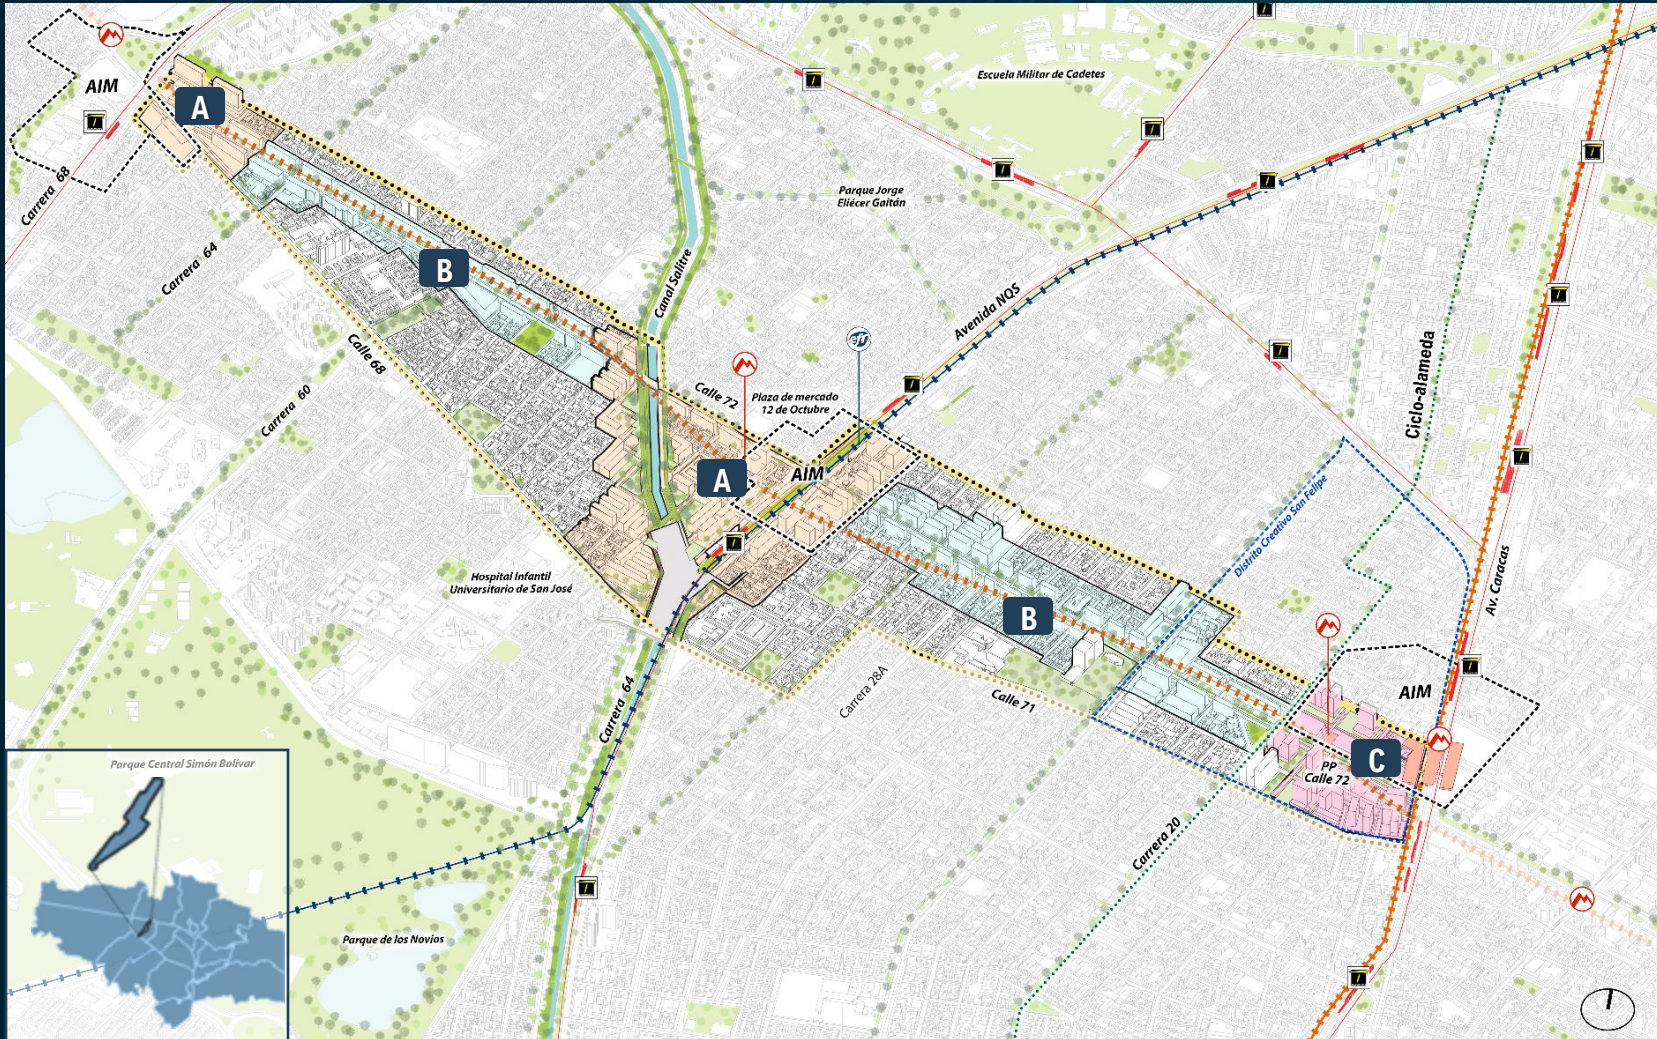 AIM
A
Carrera 68
Carrera 64
B
Calle 68
Carrera 60
Canal Salitre
Escuela Militar de Cadetes
Parque Jorge
Eliécer Gaitán
Avenida NQS
Calle 72
Plaza de mercado
12 de Octubre
A
AIM
Hospital Infantil
Universitario de San José
Carrera 64
Carrera 28A
B
Calle 71
Distrito Creativo San Felipe
Ciclo-alameda
Av. Caracas
AIM
PP
Calle 72
C
Carrera 20
Parque Central Simón Bolívar
Parque de los Novios